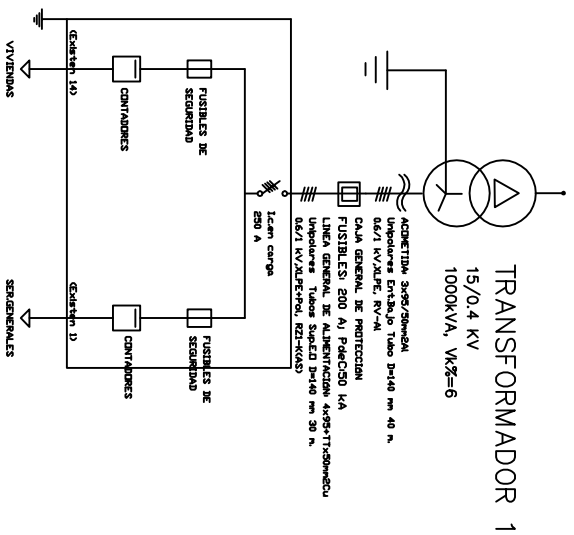 TRANSFORMADOR 1
15/0.4 KV
1000kVA, Vk%=6
ACOMETIDA: 3x95/50mm2Al
Unipolares Ent.Bajo Tubo D=140 mm 40 m.
0.6/1 kV,XLPE, RV-Al
CAJA GENERAL DE PROTECCION
FUSIBLES: 200 A; PdeC:50 kA
LINEA GENERAL DE ALIMENTACION: 4x95+TTx50mm2Cu
Unipolares Tubos Sup.E.O D=140 mm 30 m.
0.6/1 kV,XLPE+Pol, RZ1-K(AS)
I.c.en carga
250 A
FUSIBLES DE
SEGURIDAD
CONTADORES
(Existen 14)
VIVIENDAS
FUSIBLES DE
SEGURIDAD
CONTADORES
(Existen 1)
SER.GENERALES